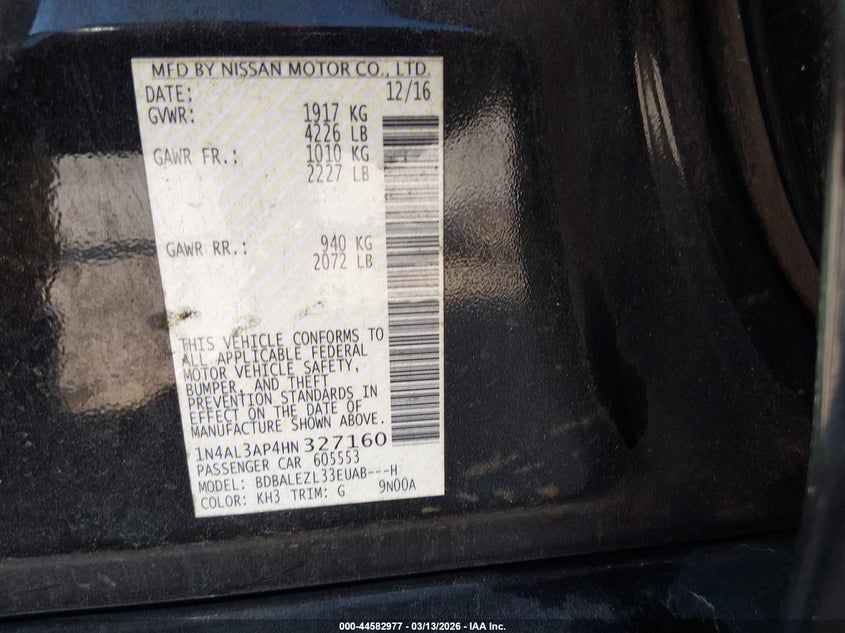 MFD BY NISSAN MOTOR CO., LTD.
DATE: 12/16
GVWR: 1917 KG
4226 LB
GAWR FR.: 1010 KG
2227 LB
GAWR RR.: 940 KG
2072 LB
THIS VEHICLE CONFORMS TO
ALL APPLICABLE FEDERAL
MOTOR VEHICLE SAFETY,
BUMPER, AND THEFT
PREVENTION STANDARDS IN
EFFECT ON THE DATE OF
MANUFACTURE SHOWN ABOVE.
1N4AL3AP4HN 327160
PASSENGER CAR 605553
MODEL: BDBALEZL33EUAB---H
COLOR: KH3 TRIM: G 9N00A
000-44582977 - 03/13/2026 - IAA Inc.